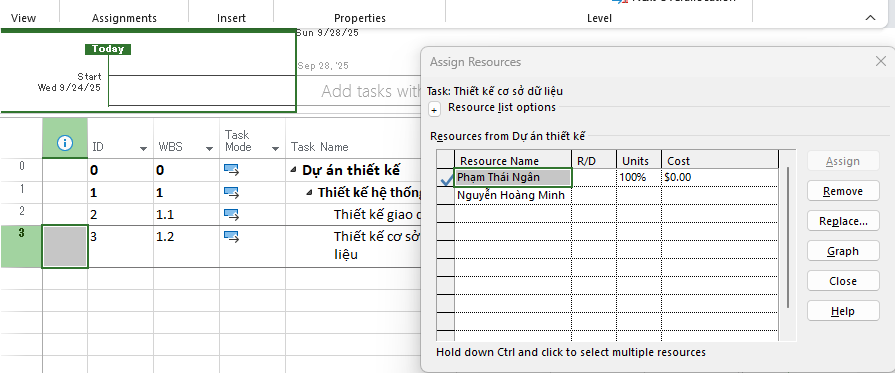 View Assignments Insert Properties Level
Sun 9/28/'25
Today
Sep 28, '25
Start
Wed 9/24/'25
Add tasks with
ID WBS Task Mode Task Name
0 0 0 Dự án thiết kế
1 1 1 Thiết kế hệ thống
2 2 1.1 Thiết kế giao d
3 3 1.2 Thiết kế cơ sở
liệu
Assign Resources
Task: Thiết kế cơ sở dữ liệu
+ Resource list options
Resources from Dự án thiết kế
Resource Name R/D Units Cost
Phạm Thái Ngân 100% $0.00
Nguyễn Hoàng Minh
Assign
Remove
Replace...
Graph
Close
Help
Hold down Ctrl and click to select multiple resources